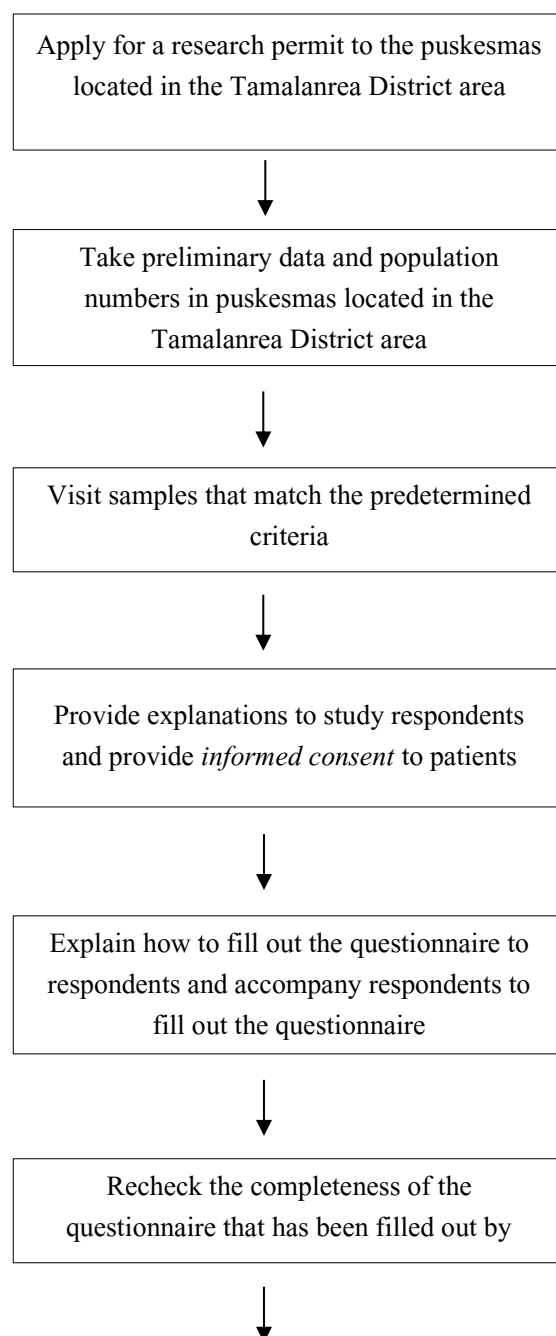 Apply for a research permit to the puskesmas
located in the Tamalanrea District area
Take preliminary data and population
numbers in puskesmas located in the
Tamalanrea District area
Visit samples that match the predetermined
criteria
Provide explanations to study respondents
and provide informed consent to patients
Explain how to fill out the questionnaire to
respondents and accompany respondents to
fill out the questionnaire
Recheck the completeness of the
questionnaire that has been filled out by